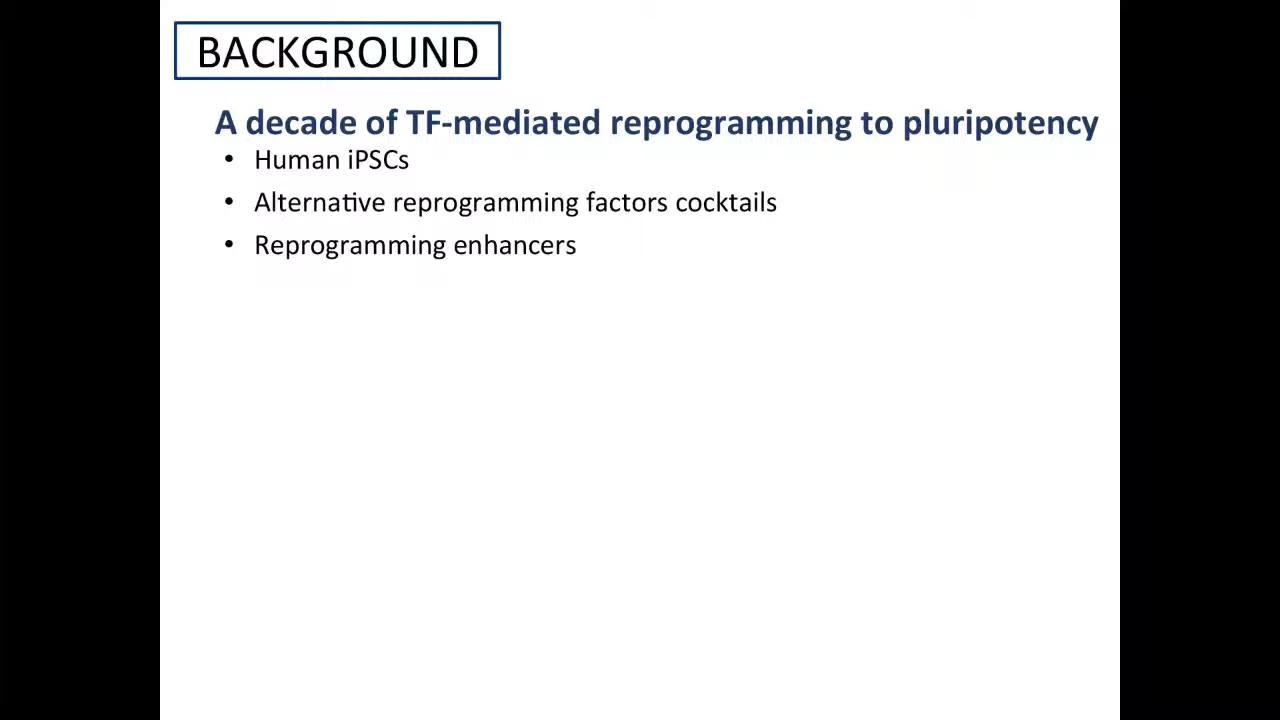 BACKGROUND
A decade of TF-mediated reprogramming to pluripotency
• Human iPSCs
• Alternative reprogramming factors cocktails
• Reprogramming enhancers